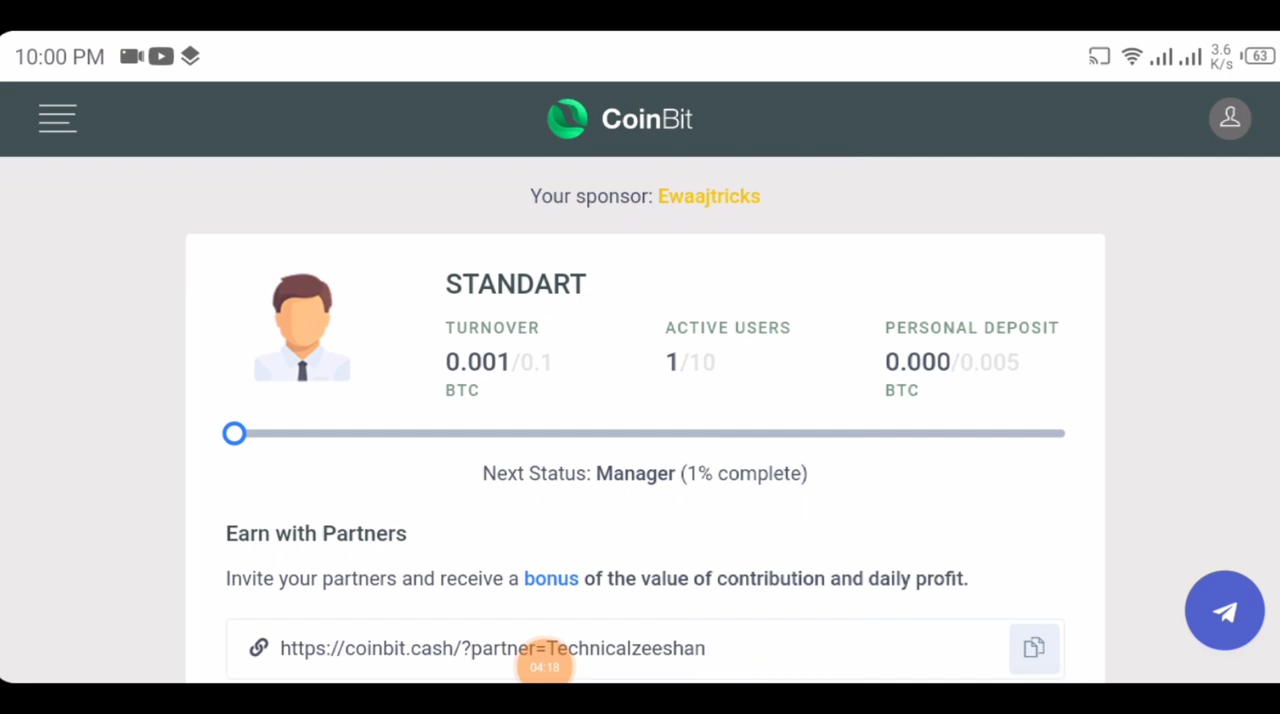 10:00 PM
3.6
K/s
63
CoinBit
Your sponsor: Ewaajtricks
STANDART
TURNOVER
ACTIVE USERS
PERSONAL DEPOSIT
0.001/0.1
1/10
0.000/0.005
BTC
BTC
Next Status: Manager (1% complete)
Earn with Partners
Invite your partners and receive a bonus of the value of contribution and daily profit.
https://coinbit.cash/?partner=Technicalzeeshan
04:18